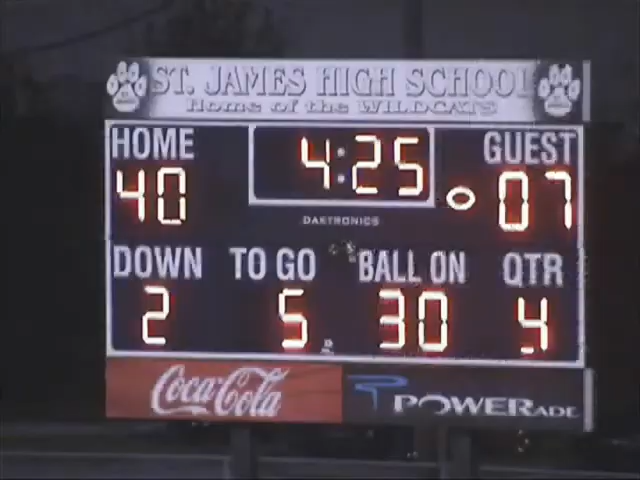 ST. JAMES HIGH SCHOOL
Home of the WILDCATS
HOME 4:25 GUEST
40 07
DAKTRONICS
DOWN TO GO BALL ON QTR
2 5 30 4
Coca-Cola POWERADE